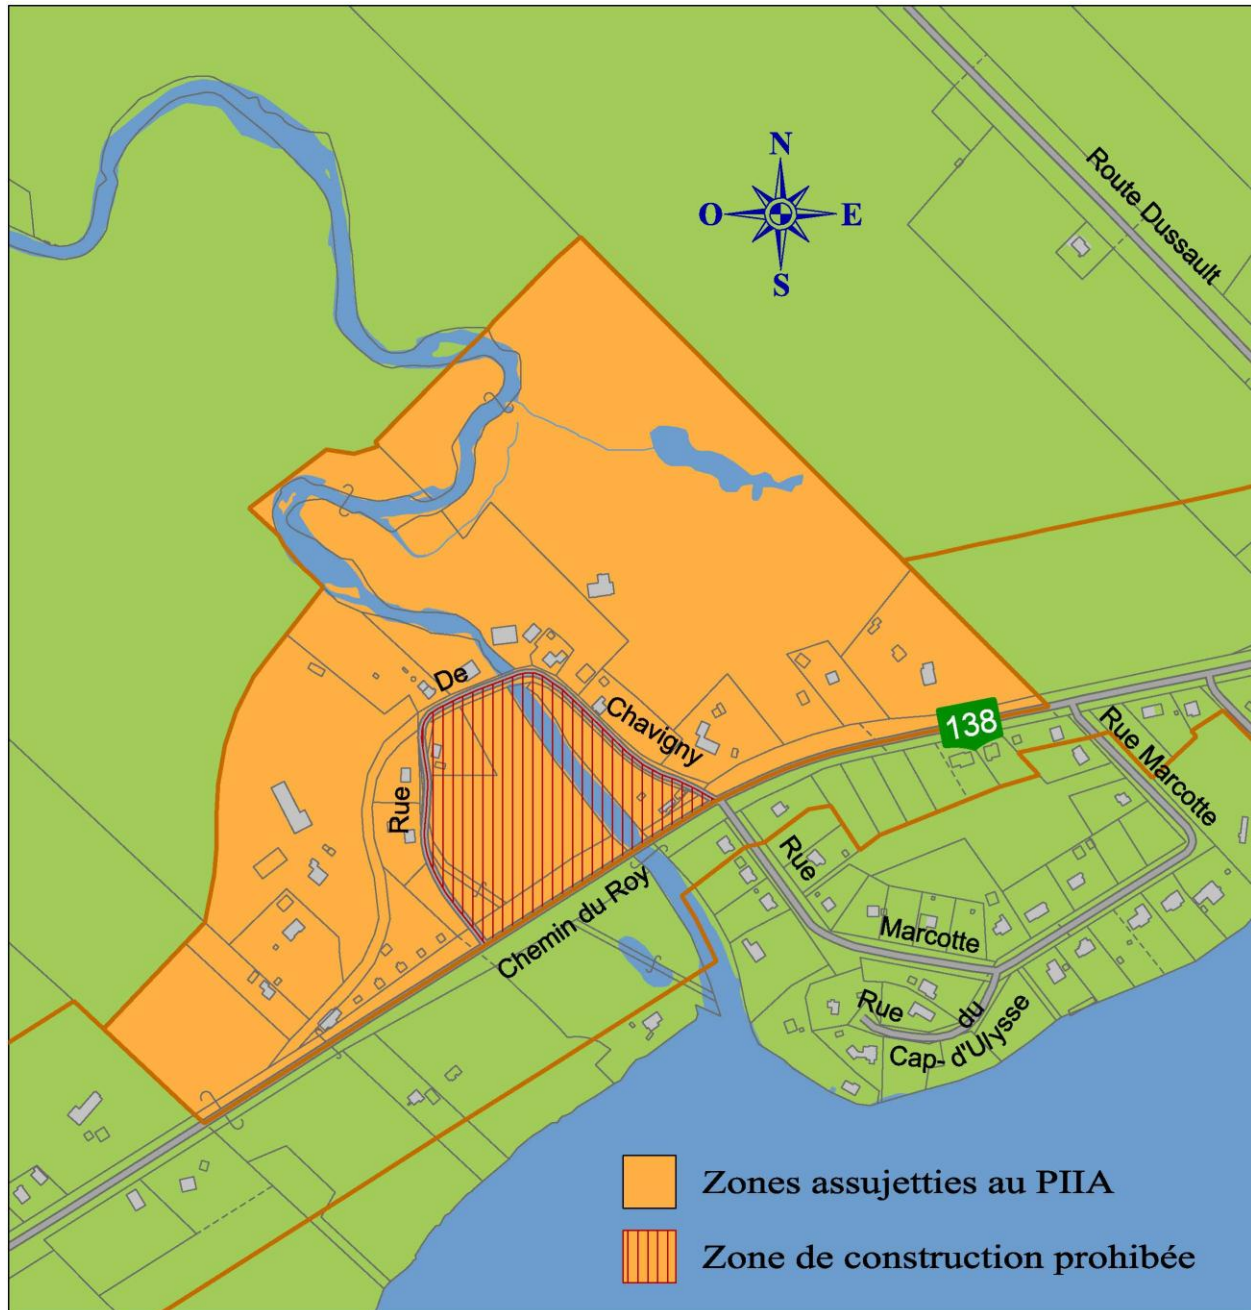 N
O E
S
Route Dussault
De
Chavigny
Rue
138
Rue Marcotte
Chemin du Roy
Rue
Marcotte
Rue
du
Cap- d'Ulysse
Zones assujetties au PIIA
Zone de construction prohibée